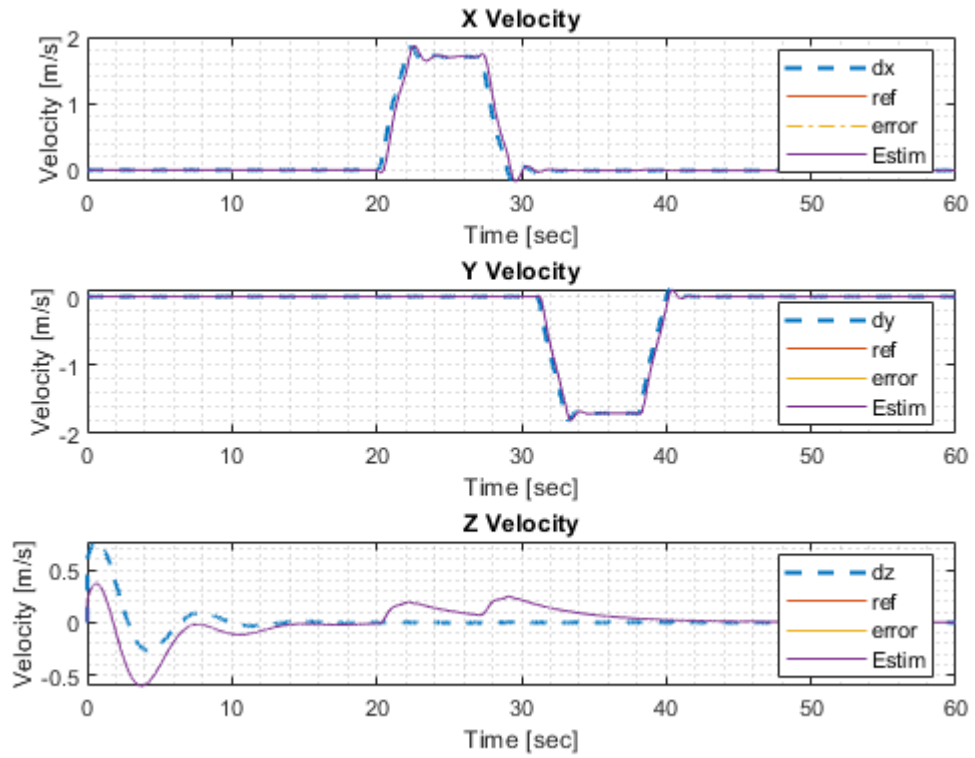 X Velocity
2
1
0
Velocity [m/s]
dx
ref
error
Estim
0 10 20 30 40 50 60
Time [sec]
Y Velocity
0
-1
-2
Velocity [m/s]
dy
ref
error
Estim
0 10 20 30 40 50 60
Time [sec]
Z Velocity
0.5
0
-0.5
Velocity [m/s]
dz
ref
error
Estim
0 10 20 30 40 50 60
Time [sec]